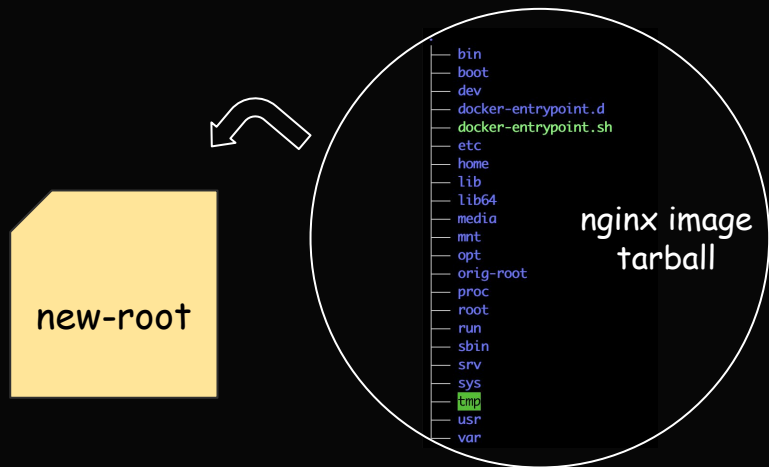 new-root
.
bin
boot
dev
docker-entrypoint.d
docker-entrypoint.sh
etc
home
lib
lib64
media
mnt
opt
orig-root
proc
root
run
sbin
srv
sys
tmp
usr
var
nginx image
tarball